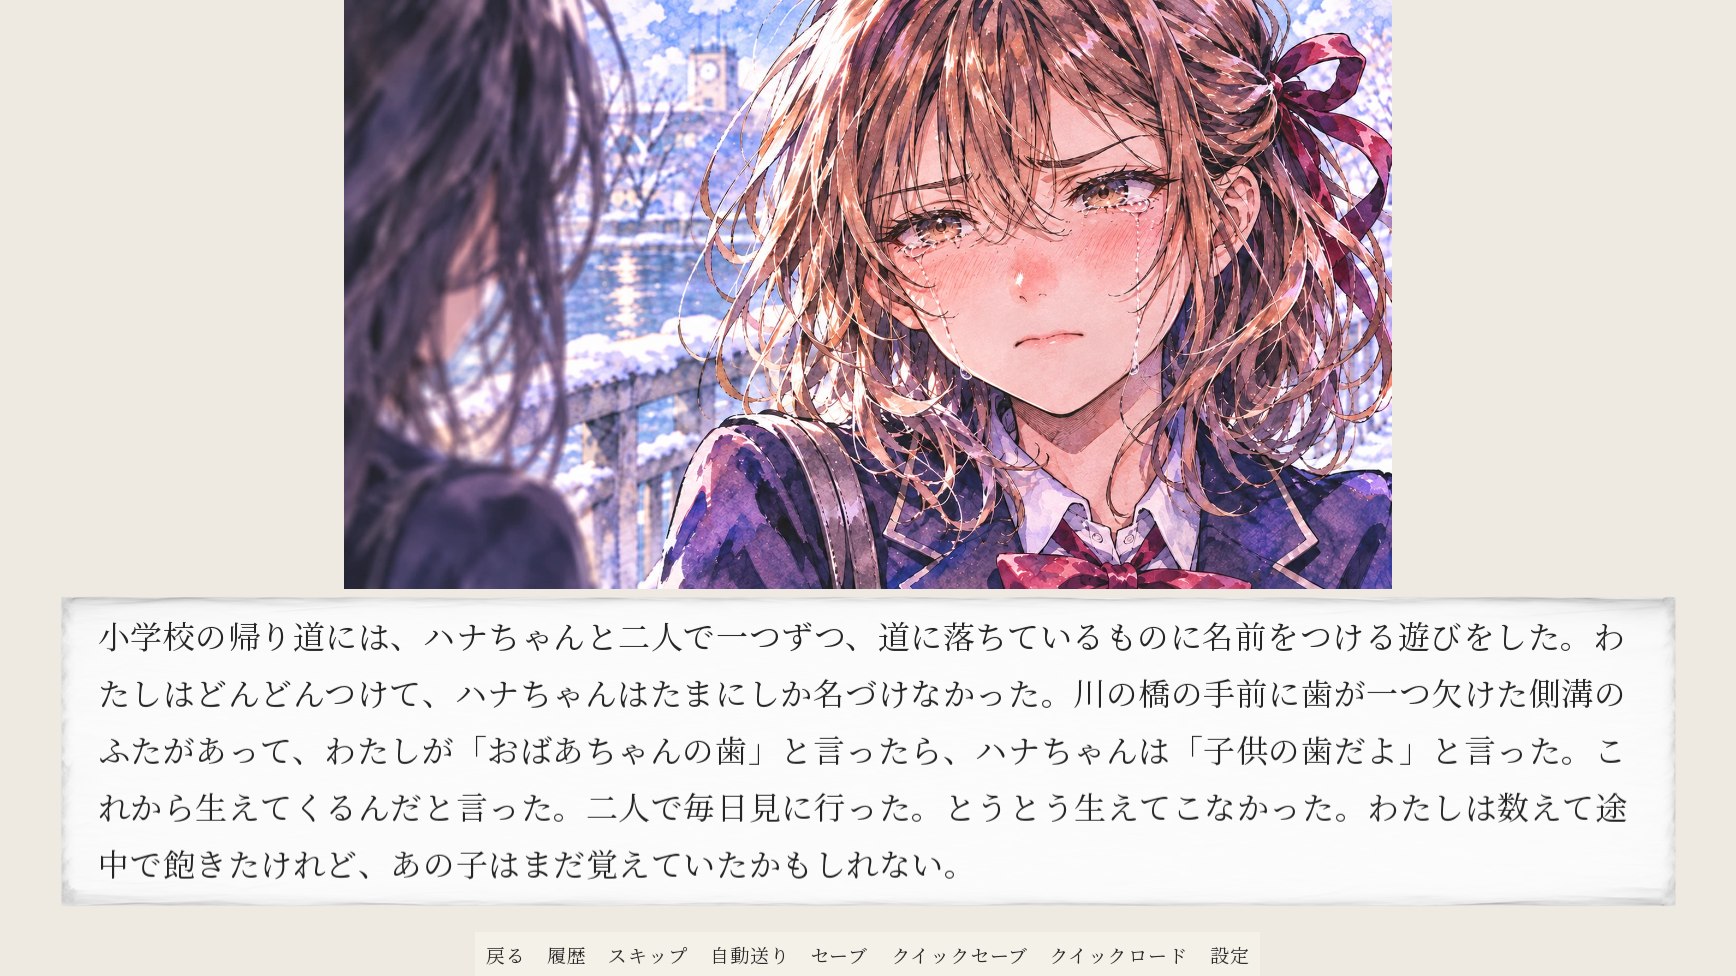 小学校の帰り道には、ハナちゃんと二人で一つずつ、道に落ちているものに名前をつける遊びをした。わ
たしはどんどんつけて、ハナちゃんはたまにしか名づけなかった。川の橋の手前に歯が一つ欠けた側溝の
ふたがあって、わたしが「おばあちゃんの歯」と言ったら、ハナちゃんは「子供の歯だよ」と言った。こ
れから生えてくるんだと言った。二人で毎日見に行った。とうとう生えてこなかった。わたしは数えて途
中で飽きたけれど、あの子はまだ覚えていたかもしれない。
戻る 履歴 スキップ 自動送り セーブ クイックセーブ クイックロード 設定